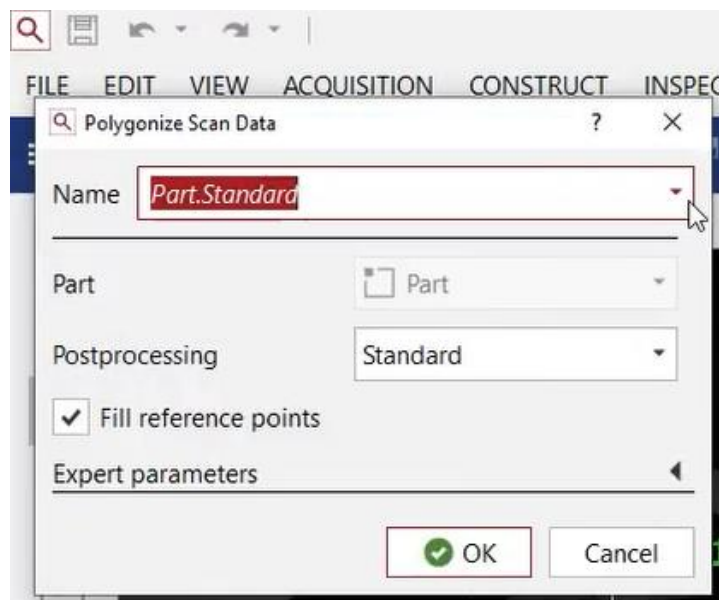 FILE EDIT VIEW ACQUISITION CONSTRUCT INSPEC
Polygonize Scan Data ? ×
Name Part.Standard
Part Part
Postprocessing Standard
Fill reference points
Expert parameters
OK Cancel